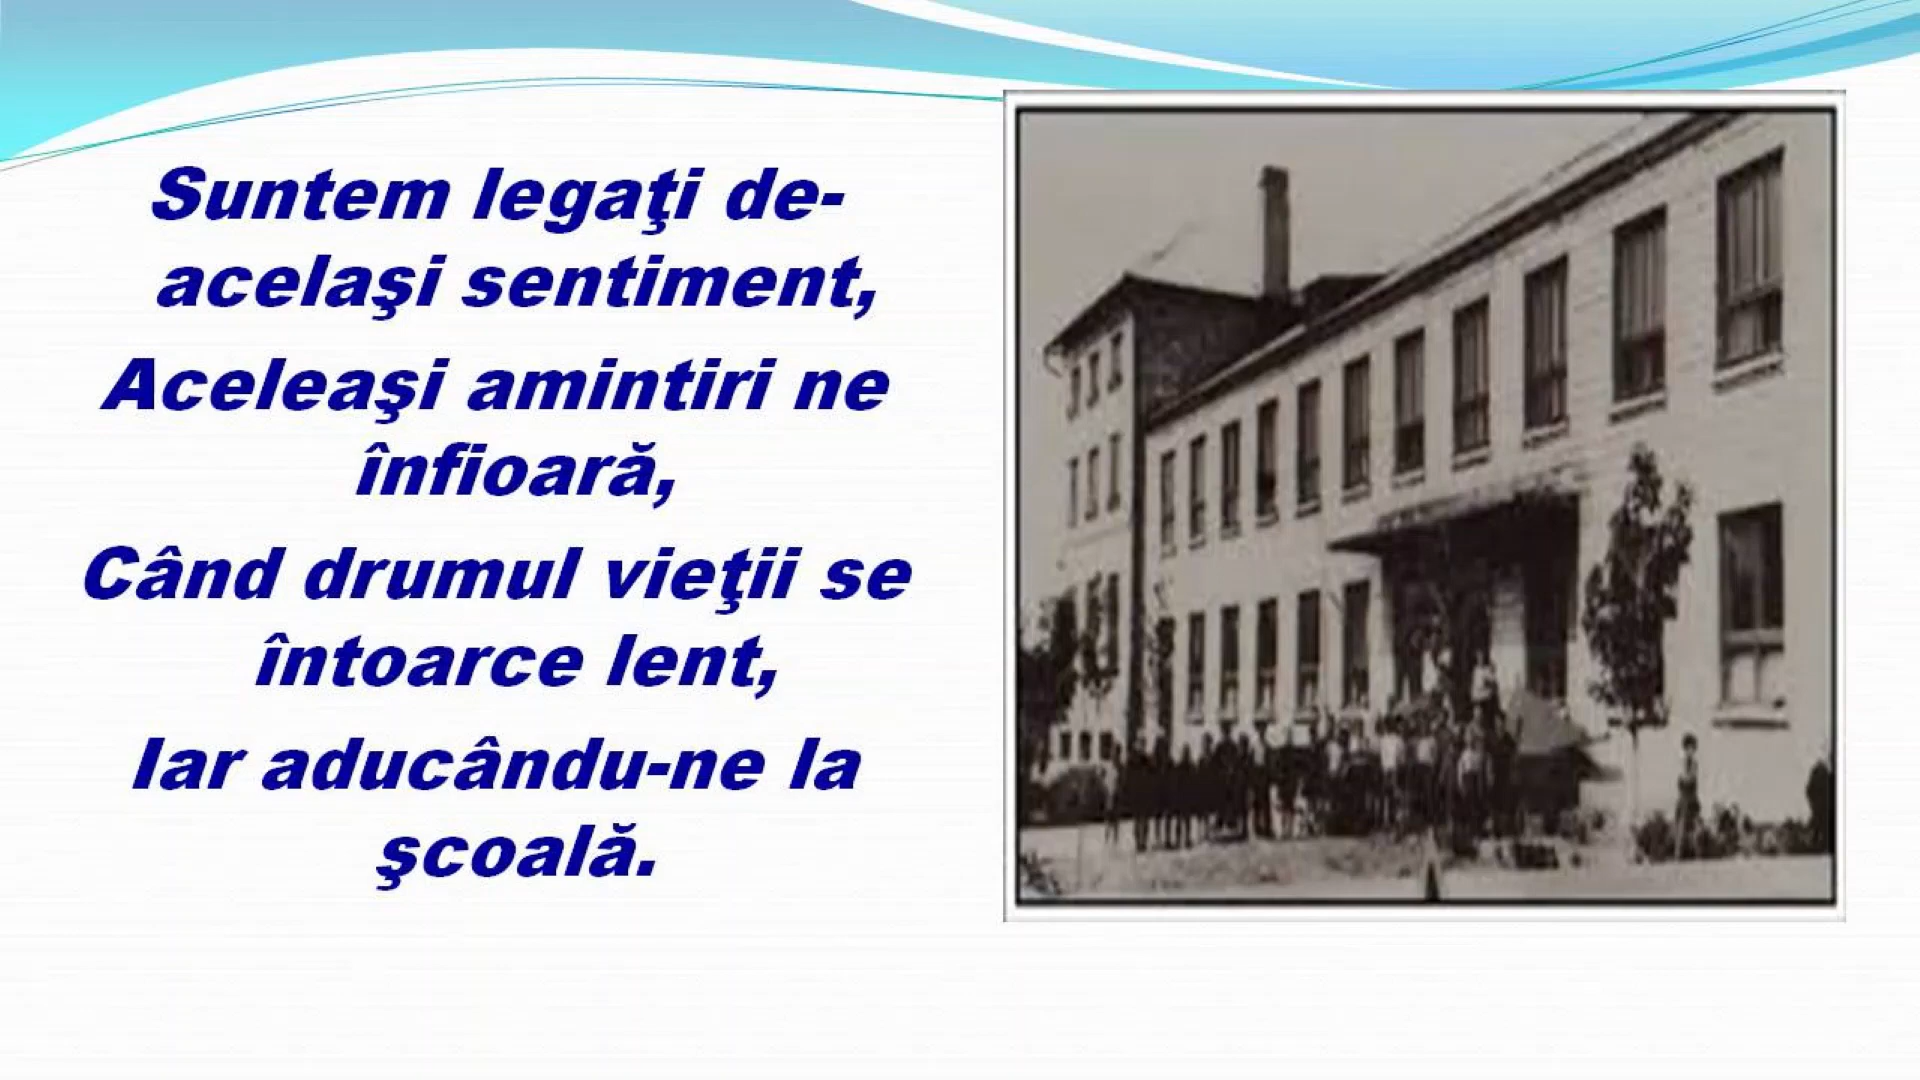 Suntem legaţi de-
acelaşi sentiment,
Aceleaşi amintiri ne
înfioară,
Când drumul vieţii se
întoarce lent,
Iar aducându-ne la
şcoală.